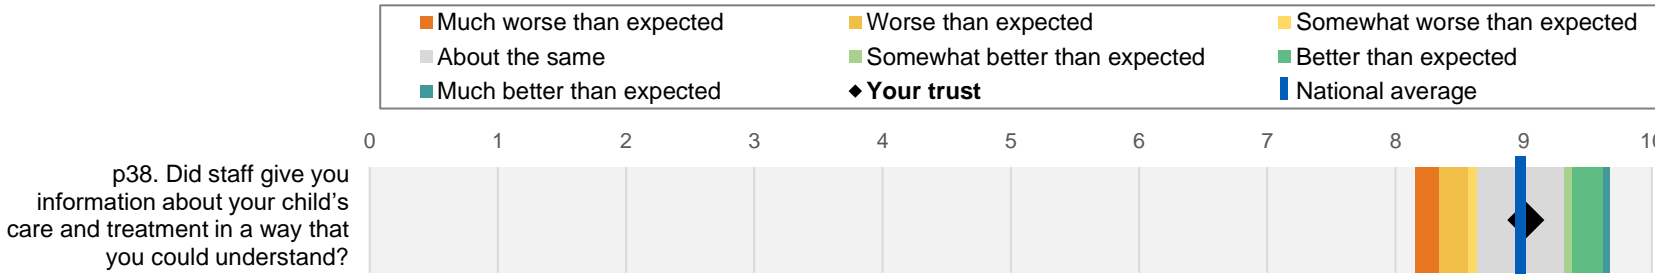 Much worse than expected
Worse than expected
Somewhat worse than expected
About the same
Somewhat better than expected
Better than expected
Much better than expected
Your trust
National average
0 1 2 3 4 5 6 7 8 9 10
p38. Did staff give you
information about your child’s
care and treatment in a way that
you could understand?